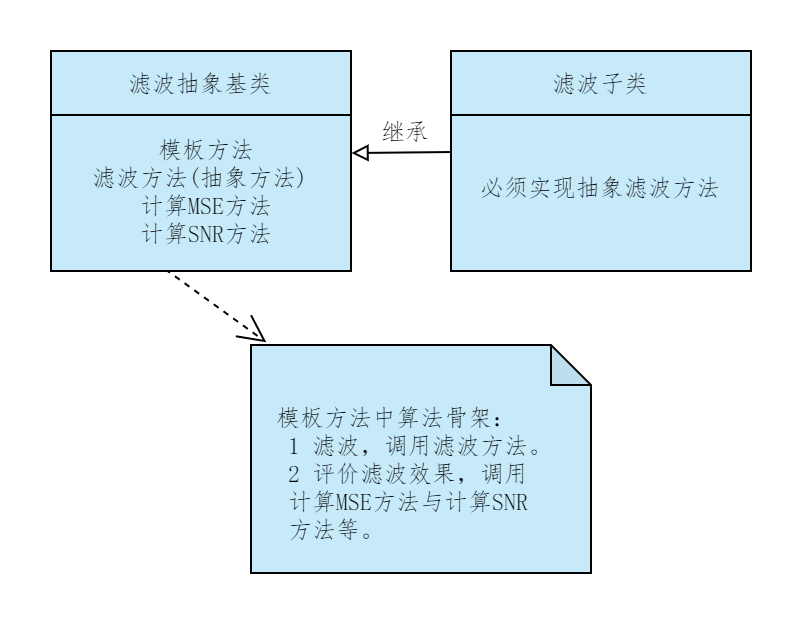 滤波抽象基类
模板方法
滤波方法(抽象方法)
计算MSE方法
计算SNR方法
继承
滤波子类
必须实现抽象滤波方法
模板方法中算法骨架：
1 滤波，调用滤波方法。
2 评价滤波效果，调用
计算MSE方法与计算SNR
方法等。